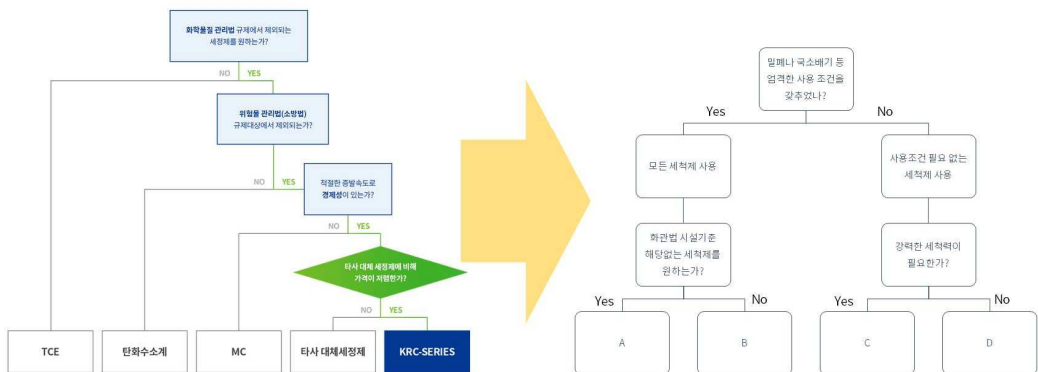 화학물질 관리법 규제에서 제외되는
세정제를 원하는가?
NO YES
위험물 관리법(소방법)
규제대상에서 제외되는가?
NO YES
적절한 증발속도로
경제성이 있는가?
NO YES
타사 대체 세정제에 비해
가격이 저렴한가?
NO YES
TCE
탄화수소계
MC
타사 대체세정제
KRC-SERIES
밀폐나 국소배기 등
엄격한 사용 조건을
갖추었나?
Yes No
모든 세척제 사용
사용조건 필요 없는
세척제 사용
화관법 시설기준
해당없는 세척제를
원하는가?
강력한 세척력이
필요한가?
Yes No
Yes No
A
B
C
D